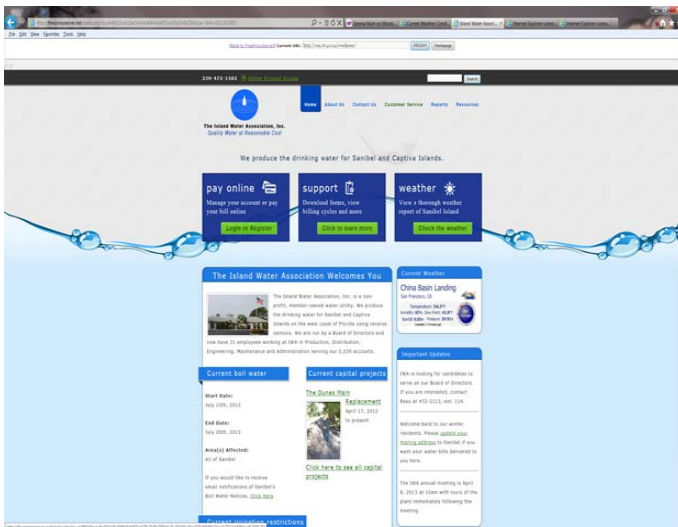 File Edit View Favorites Tools Help
Current URL:
Homepage
239-472-1502 Online Account Access
Search
Home About Us Contact Us Customer Service Reports Resources
The Island Water Association, Inc.
Quality Water at Reasonable Cost
We produce the drinking water for Sanibel and Captiva Islands.
pay online
Manage your account or pay
your bill online
Login or Register
support
Download forms, view
billing cycles and more.
Click to learn more
weather
View a thorough weather
report of Sanibel Island
Check the weather
The Island Water Association Welcomes You
The Island Water Association, Inc. is a non-
profit, member owned water utility. We produce
the drinking water for Sanibel and Captiva
Islands on the west coast of Florida using reverse
osmosis. We are run by a Board of Directors and
now have 31 employees working at IWA in Production, Distribution,
Engineering, Maintenance and Administration serving our 5,039 accounts.
Current boil water
Start Date:
July 13th, 2013
End Date:
July 20th, 2013
Area(s) Affected:
All of Sanibel
If you would like to receive
email notifications of Sanibel's
Boil Water Notices, Click Here
Current capital projects
The Dunes Main
Replacement
April 17, 2013
to present
Click here to see all capital
projects
Current irrigation restrictions
Current Weather
China Basin Landing
San Francisco, CA
Important Updates
IWA is looking for candidates to
serve on our Board of Directors.
If you are interested, contact
Beau at 472-2113, ext. 114.
Welcome back to our winter
residents. Please update your
mailing address to Sanibel if you
want your water bills delivered to
you here.
The IWA annual meeting is April
9, 2013 at 10am with tours of the
plant immediately following the
meeting.